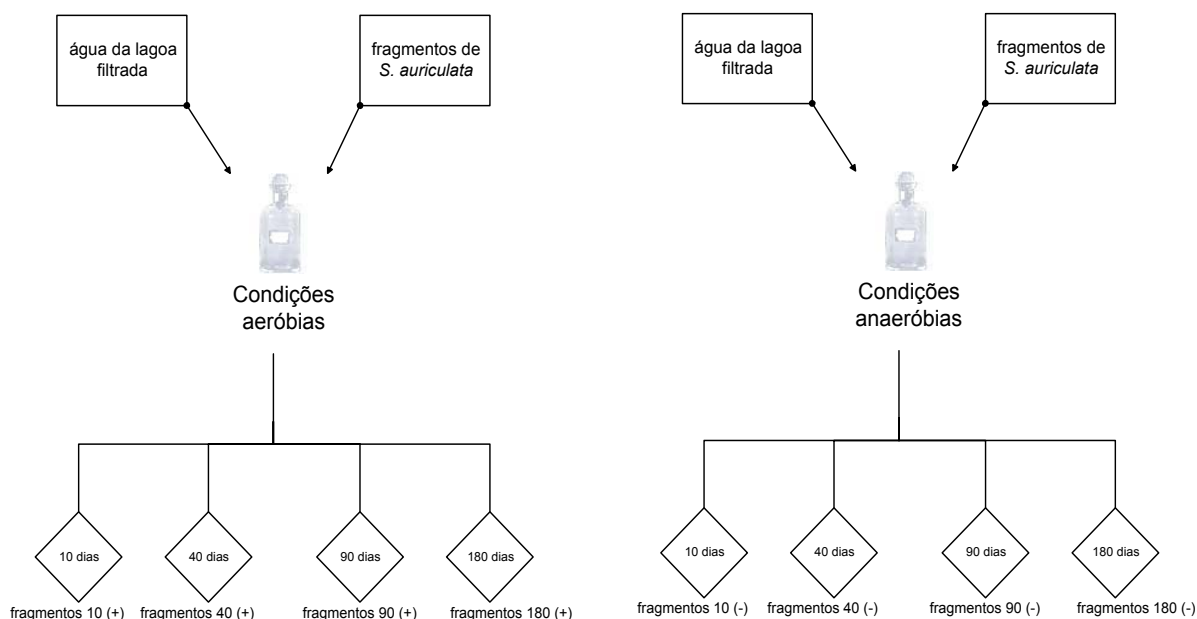 água da lagoa
filtrada
fragmentos de
S. auriculata
Condições
aeróbias
10 dias
40 dias
90 dias
180 dias
fragmentos 10 (+)
fragmentos 40 (+)
fragmentos 90 (+)
fragmentos 180 (+)
água da lagoa
filtrada
fragmentos de
S. auriculata
Condições
anaeróbias
10 dias
40 dias
90 dias
180 dias
fragmentos 10 (-)
fragmentos 40 (-)
fragmentos 90 (-)
fragmentos 180 (-)